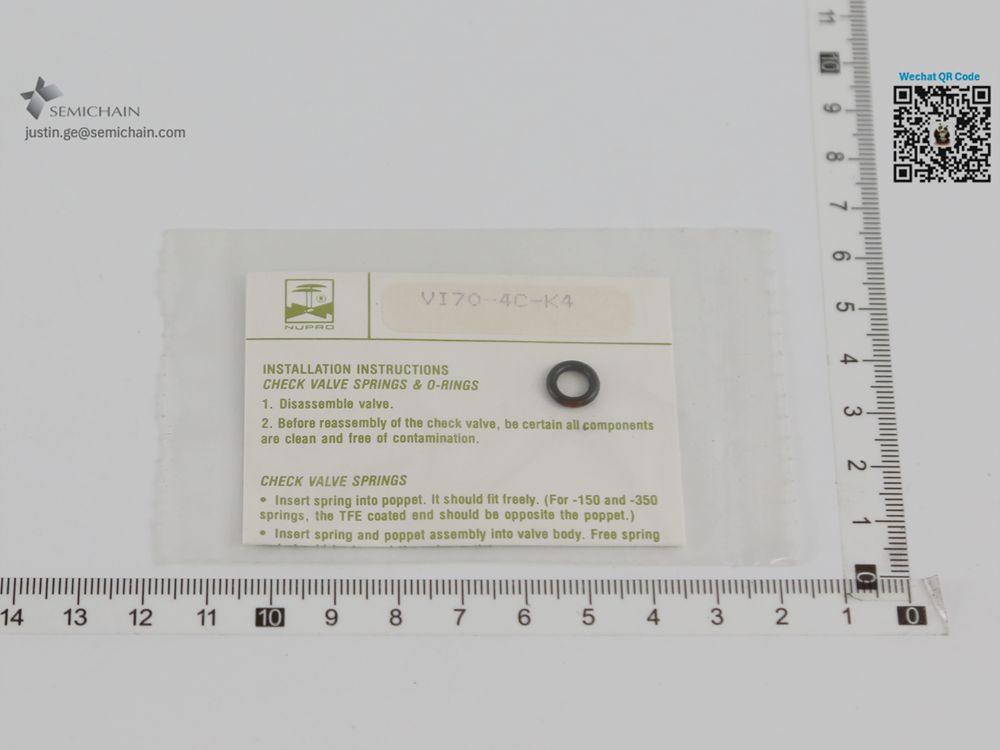 SEMICHAIN
justin.ge@semichain.com
Wechat QR Code
NUPRO
VI70-4C-K4
INSTALLATION INSTRUCTIONS
CHECK VALVE SPRINGS & O-RINGS
1. Disassemble valve.
2. Before reassembly of the check valve, be certain all components
are clean and free of contamination.
CHECK VALVE SPRINGS
• Insert spring into poppet. It should fit freely. (For -150 and -350
springs, the TFE coated end should be opposite the poppet.)
• Insert spring and poppet assembly into valve body. Free spring
11
10
9
8
7
6
5
4
3
2
1
0
14 13 12 11 10 9 8 7 6 5 4 3 2 1 0